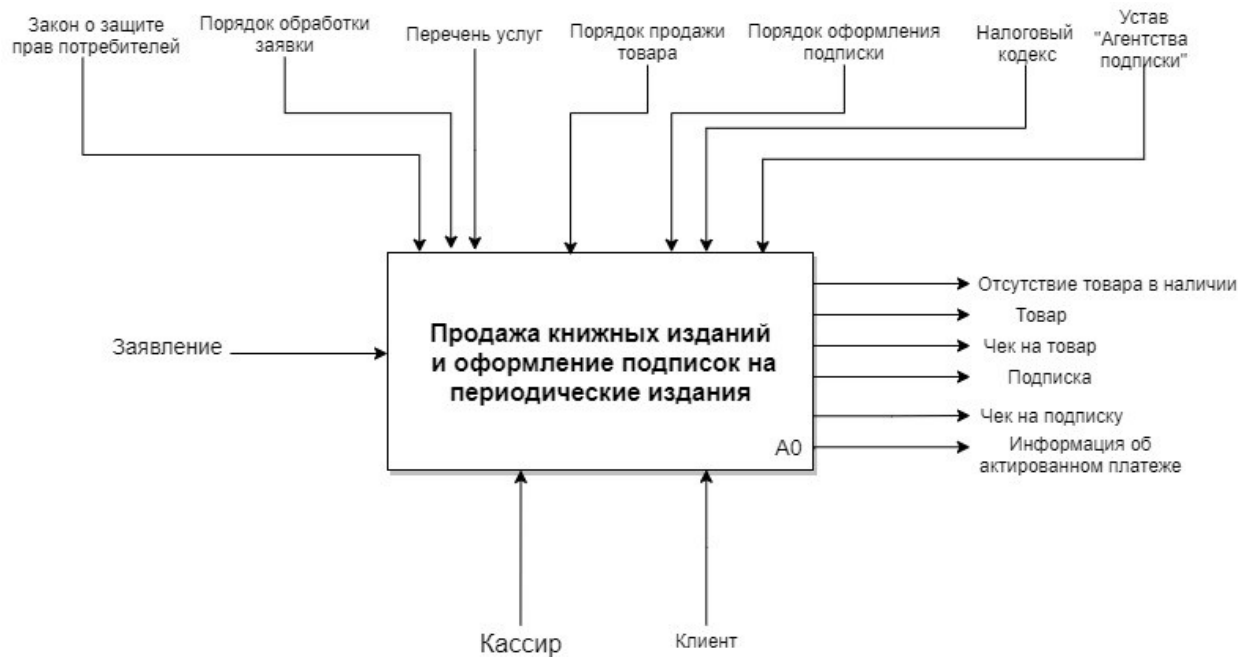 Закон о защите
прав потребителей
Порядок обработки
заявки
Перечень услуг
Порядок продажи
товара
Порядок оформления
подписки
Налоговый
кодекс
Устав
"Агентства
подписки"
Заявление
Продажа книжных изданий
и оформление подписок на
периодические издания
A0
Отсутствие товара в наличии
Товар
Чек на товар
Подписка
Чек на подписку
Информация об
актированном платеже
Кассир
Клиент